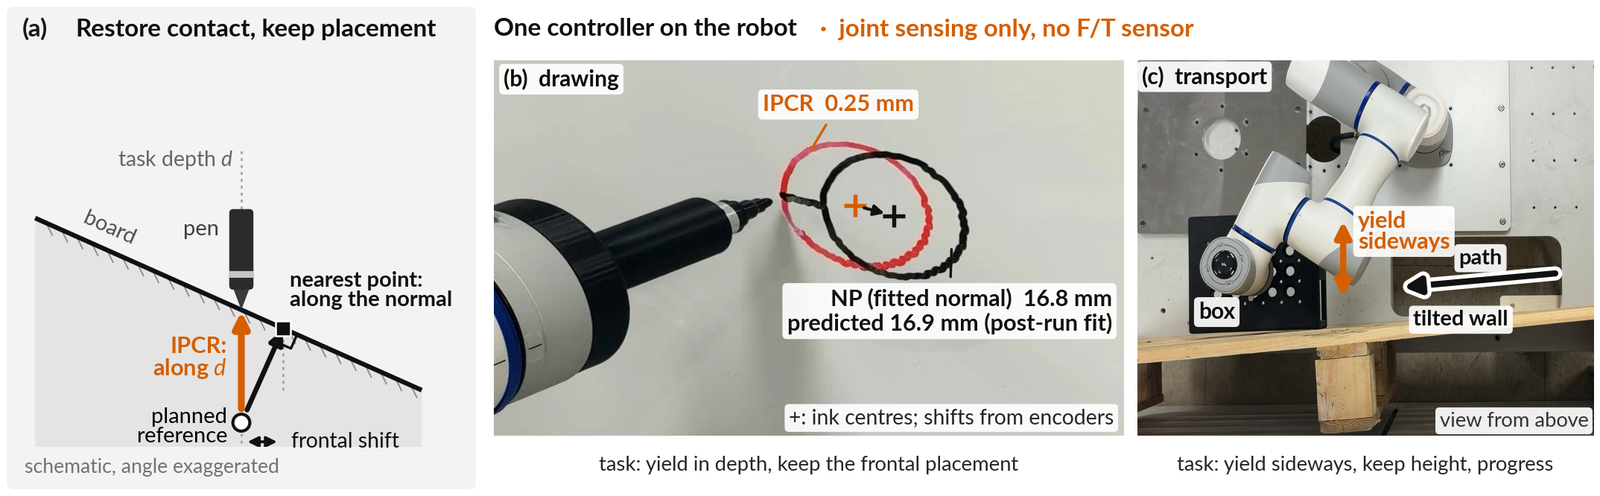 (a) Restore contact, keep placement
task depth d
board
pen
nearest point:
along the normal
IPCR:
along d
planned
reference
frontal shift
schematic, angle exaggerated
One controller on the robot · joint sensing only, no F/T sensor
(b) drawing
IPCR 0.25 mm
NP (fitted normal) 16.8 mm
predicted 16.9 mm (post-run fit)
+: ink centres; shifts from encoders
task: yield in depth, keep the frontal placement
(c) transport
yield
sideways
path
box
tilted wall
view from above
task: yield sideways, keep height, progress